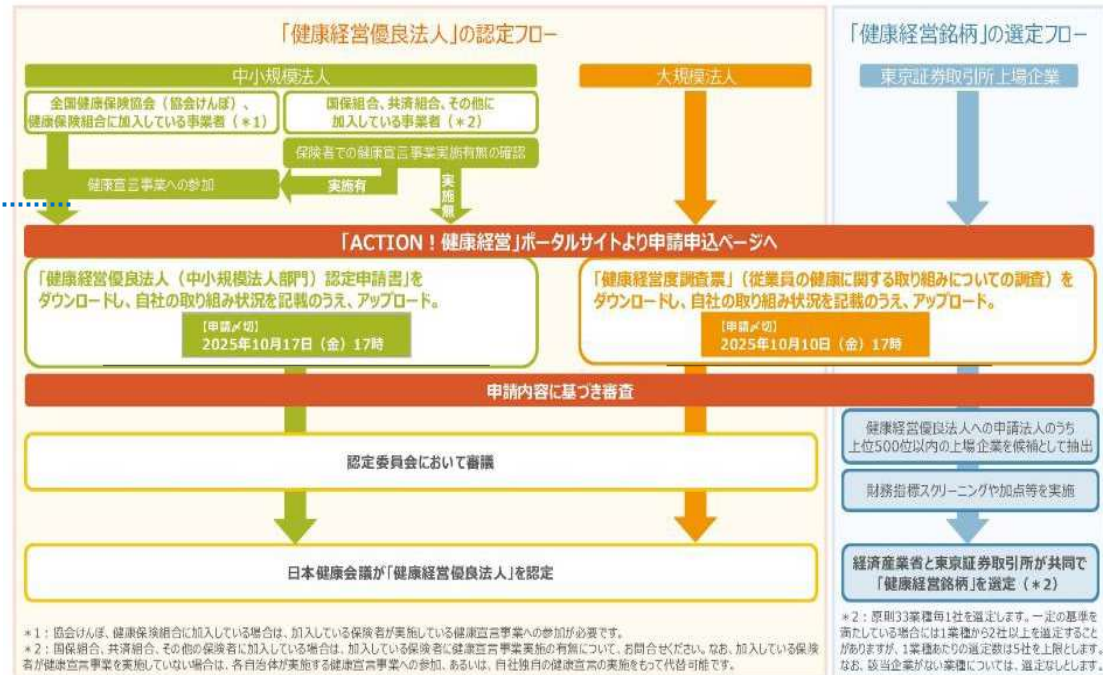 「健康経営優良法人」の認定フロー
中小規模法人
全国健康保険協会（協会けんぽ）、
健康保険組合に加入している事業者（*1）
国保組合、共済組合、その他に
加入している事業者（*2）
保険者での健康宣言事業実施有無の確認
健康宣言事業への参加
実施有
実施無
大規模法人
「健康経営銘柄」の選定フロー
東京証券取引所上場企業
「ACTION！健康経営」ポータルサイトより申請申込ページへ
「健康経営優良法人（中小規模法人部門）認定申請書」を
ダウンロードし、自社の取り組み状況を記載のうえ、アップロード。
【申請〆切】
2025年10月17日（金）17時
「健康経営度調査票」（従業員の健康に関する取り組みについての調査）を
ダウンロードし、自社の取り組み状況を記載のうえ、アップロード。
【申請〆切】
2025年10月10日（金）17時
申請内容に基づき審査
認定委員会において審議
日本健康会議が「健康経営優良法人」を認定
健康経営優良法人への申請法人のうち
上位500位以内の上場企業を候補として抽出
財務指標スクリーニングや加点等を実施
経済産業省と東京証券取引所が共同で
「健康経営銘柄」を選定（*2）
*1：協会けんぽ、健康保険組合に加入している場合は、加入している保険者が実施している健康宣言事業への参加が必要です。
*2：国保組合、共済組合、その他の保険者に加入している場合は、加入している保険者に健康宣言事業実施の有無について、お問合せください。なお、加入している保険
者が健康宣言事業を実施していない場合は、各自治体が実施する健康宣言事業への参加、あるいは、自社独自の健康宣言の実施をもって代替可能です。
*2：原則33業種毎1社を選定します。一定の基準を
満たしている場合には1業種から2社以上を選定すること
がありますが、1業種あたりの選定数は5社を上限とします。
なお、該当企業がない業種については、選定なしとします。